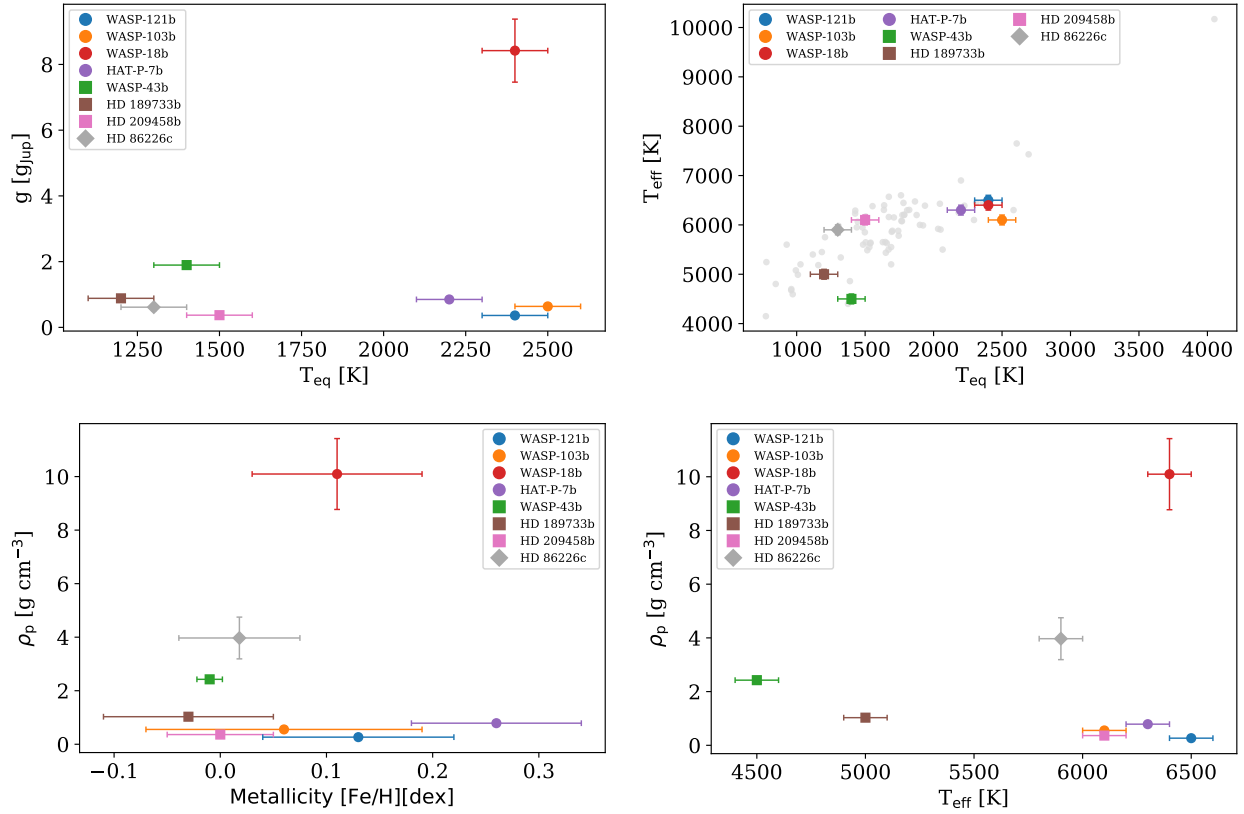 WASP-121b
WASP-103b
WASP-18b
HAT-P-7b
WASP-43b
HD 189733b
HD 209458b
HD 86226c
g [g_Jup]
8
6
4
2
0
1250 1500 1750 2000 2250 2500
T_eq [K]
WASP-121b HAT-P-7b HD 209458b
WASP-103b WASP-43b HD 86226c
WASP-18b HD 189733b
T_eff [K]
10000
9000
8000
7000
6000
5000
4000
1000 1500 2000 2500 3000 3500 4000
T_eq [K]
WASP-121b
WASP-103b
WASP-18b
HAT-P-7b
WASP-43b
HD 189733b
HD 209458b
HD 86226c
ρ_p [g cm⁻³]
10
8
6
4
2
0
−0.1 0.0 0.1 0.2 0.3
Metallicity [Fe/H][dex]
WASP-121b
WASP-103b
WASP-18b
HAT-P-7b
WASP-43b
HD 189733b
HD 209458b
HD 86226c
ρ_p [g cm⁻³]
10
8
6
4
2
0
4500 5000 5500 6000 6500
T_eff [K]